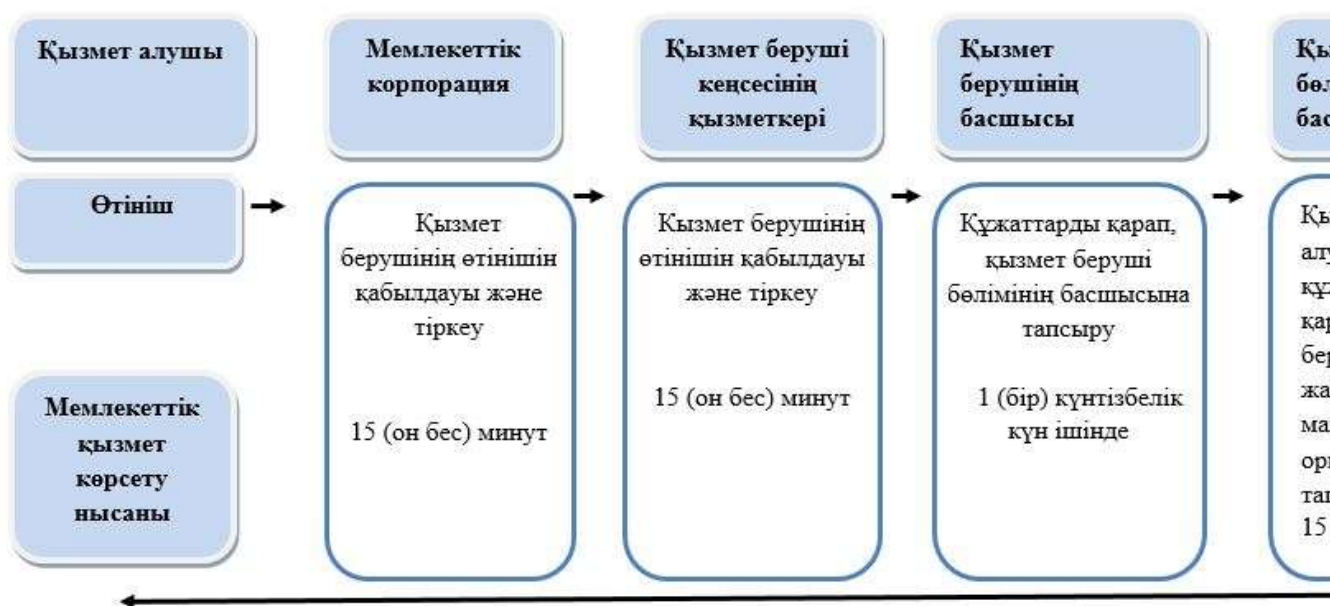 Қызмет алушы
Мемлекеттік
корпорация
Қызмет беруші
кеңсесінің
қызметкері
Қызмет
берушінің
басшысы
Өтініш
Қызмет
берушінің өтінішін
қабылдауы және
тіркеу
15 (он бес) минут
Қызмет берушінің
өтінішін қабылдауы
және тіркеу
15 (он бес) минут
Құжаттарды қарап,
қызмет беруші
бөлімінің басшысына
тапсыру
1 (бір) күнтізбелік
күн ішінде
15
Мемлекеттік
қызмет
көрсету
нысаны